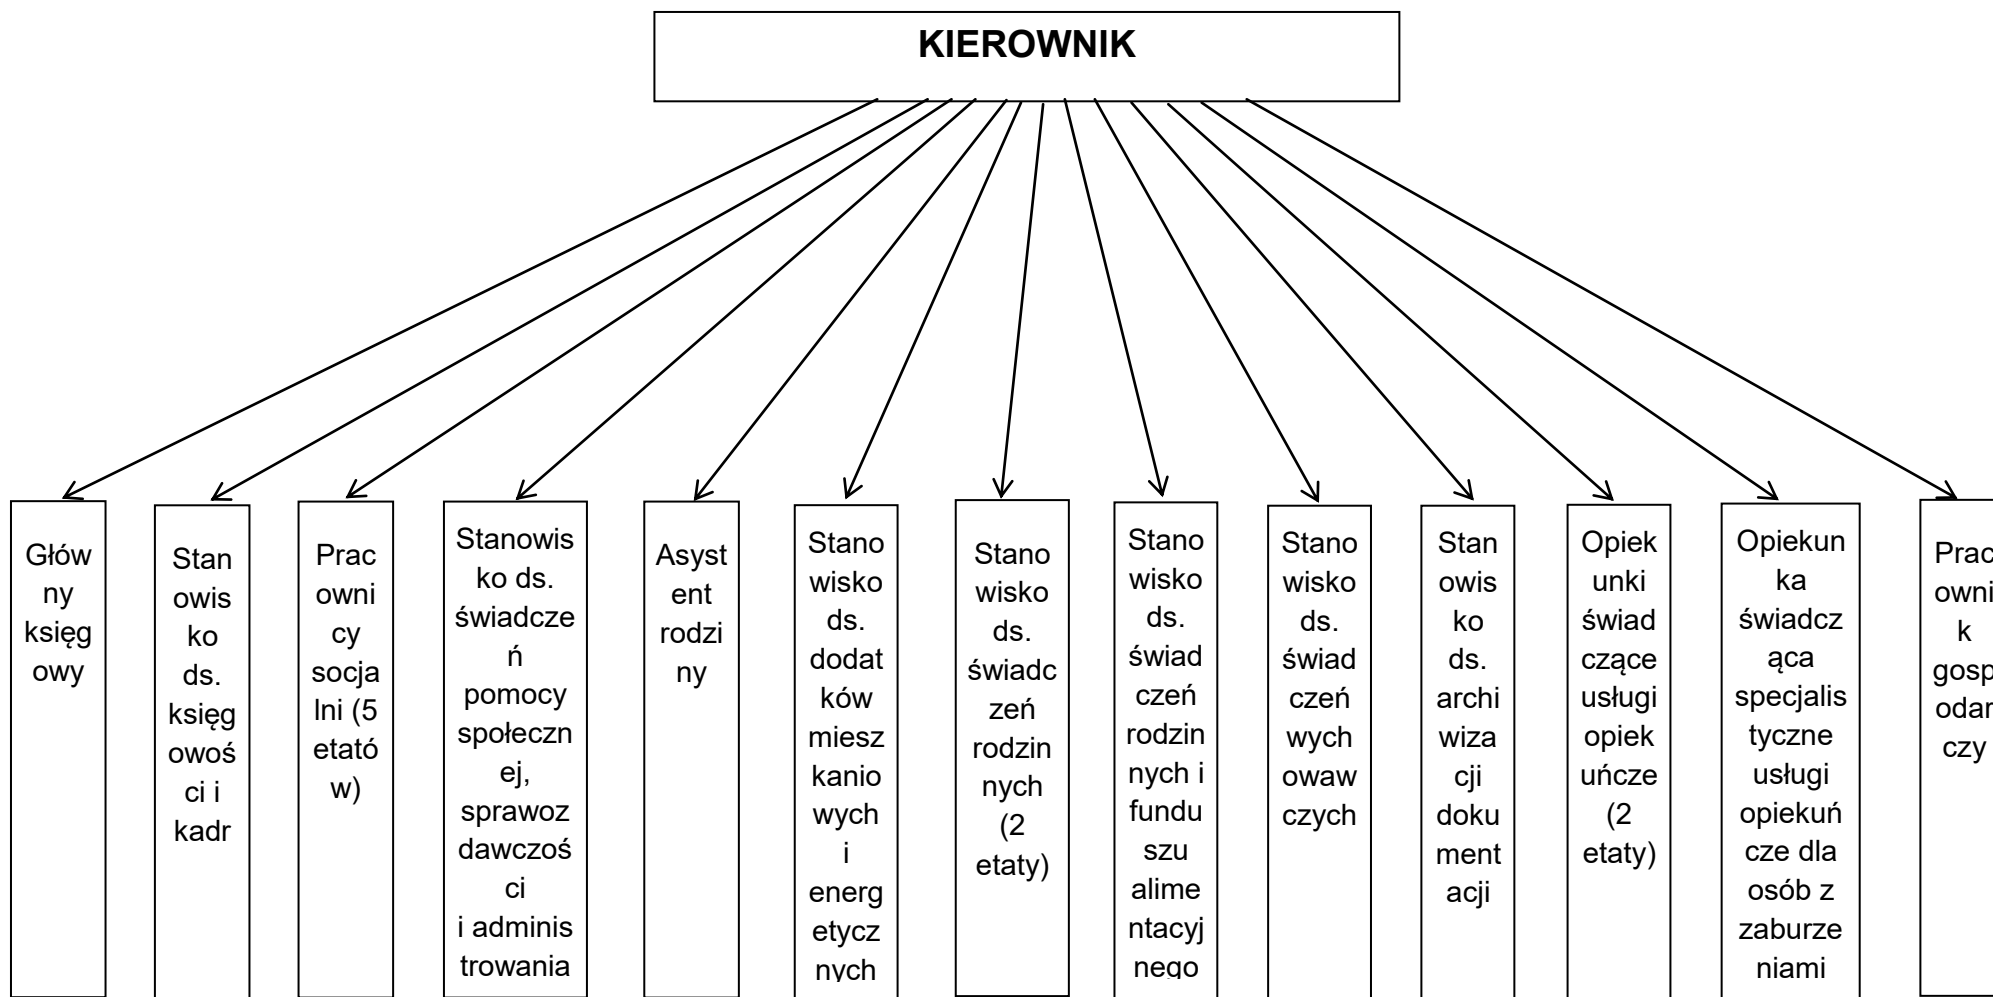 KIEROWNIK
Głów
ny
księg
owy
Stan
owis
ko
ds.
księg
owoś
ci i
kadr
Prac
owni
cy
socja
lni (5
etató
w)
Stanowis
ko ds.
świadcze
ń
pomocy
społeczn
ej,
sprawoz
dawczoś
ci
i adminis
trowania
Asyst
ent
rodzi
ny
Stano
wisko
ds.
dodat
ków
miesz
kanio
wych
i
energ
etycz
nych
Stano
wisko
ds.
świadc
zeń
rodzin
nych
(2
etaty)
Stano
wisko
ds.
świad
czeń
rodzin
nych i
fundu
szu
alime
ntacyj
nego
Stano
wisko
ds.
świad
czeń
wych
owaw
czych
Stan
owis
ko
ds.
archi
wiza
cji
doku
ment
acji
Opiek
unki
świad
czące
usługi
opiek
uńcze
(2
etaty)
Opiekun
ka
świadcz
ąca
specjalis
tyczne
usługi
opiekuń
cze dla
osób z
zaburze
niami
Prac
owni
k
gosp
odar
czy